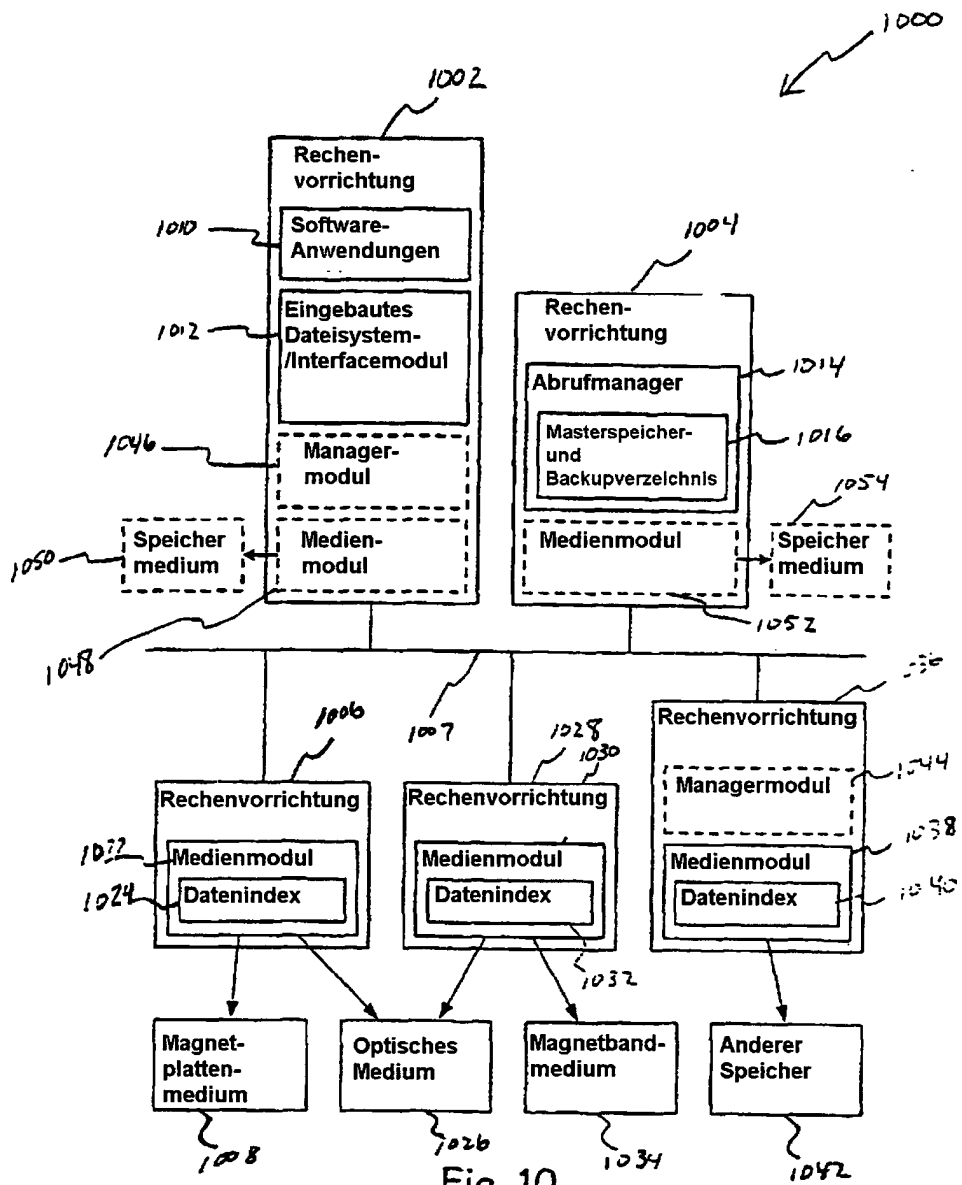 1000
1002
Rechen-
vorrichtung
1010
Software-
Anwendungen
1012
Eingebautes
Dateisystem-
/Interfacemodul
1046
Manager-
modul
1050
Speicher
medium
Medien-
modul
1048
1004
Rechen-
vorrichtung
1014
Abrufmanager
1016
Masterspeicher-
und
Backupverzeichnis
1054
Medienmodul
Speicher
medium
1052
1007
1006
Rechenvorrichtung
Medienmodul
1024
Datenindex
1028
1030
Rechenvorrichtung
Medienmodul
Datenindex
1032
Rechenvorrichtung
1044
Managermodul
1038
Medienmodul
1040
Datenindex
Magnet-
platten-
medium
1008
Optisches
Medium
1026
Magnetband-
medium
1034
Anderer
Speicher
1042
Fig. 10